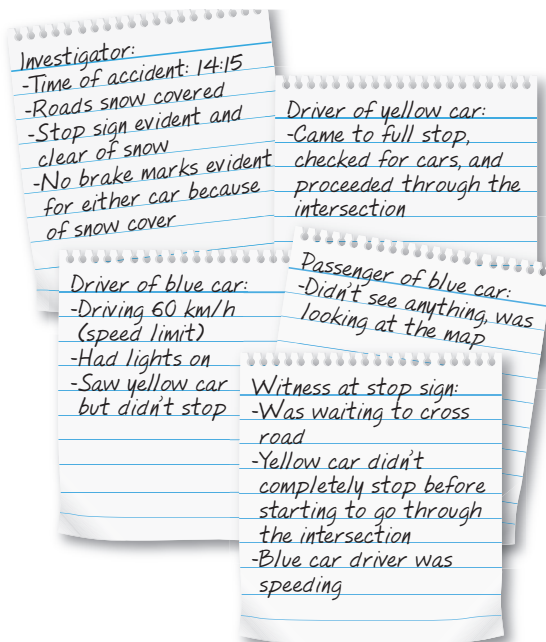 Investigator:
-Time of accident: 14:15
-Roads snow covered
-Stop sign evident and
clear of snow
-No brake marks evident
for either car because
of snow cover
Driver of yellow car:
-Came to full stop,
checked for cars, and
proceeded through the
intersection
Driver of blue car:
-Driving 60 km/h
(speed limit)
-Had lights on
-Saw yellow car
but didn't stop
Passenger of blue car:
-Didn't see anything, was
looking at the map
Witness at stop sign:
-Was waiting to cross
road
-Yellow car didn't
completely stop before
starting to go through
the intersection
-Blue car driver was
speeding